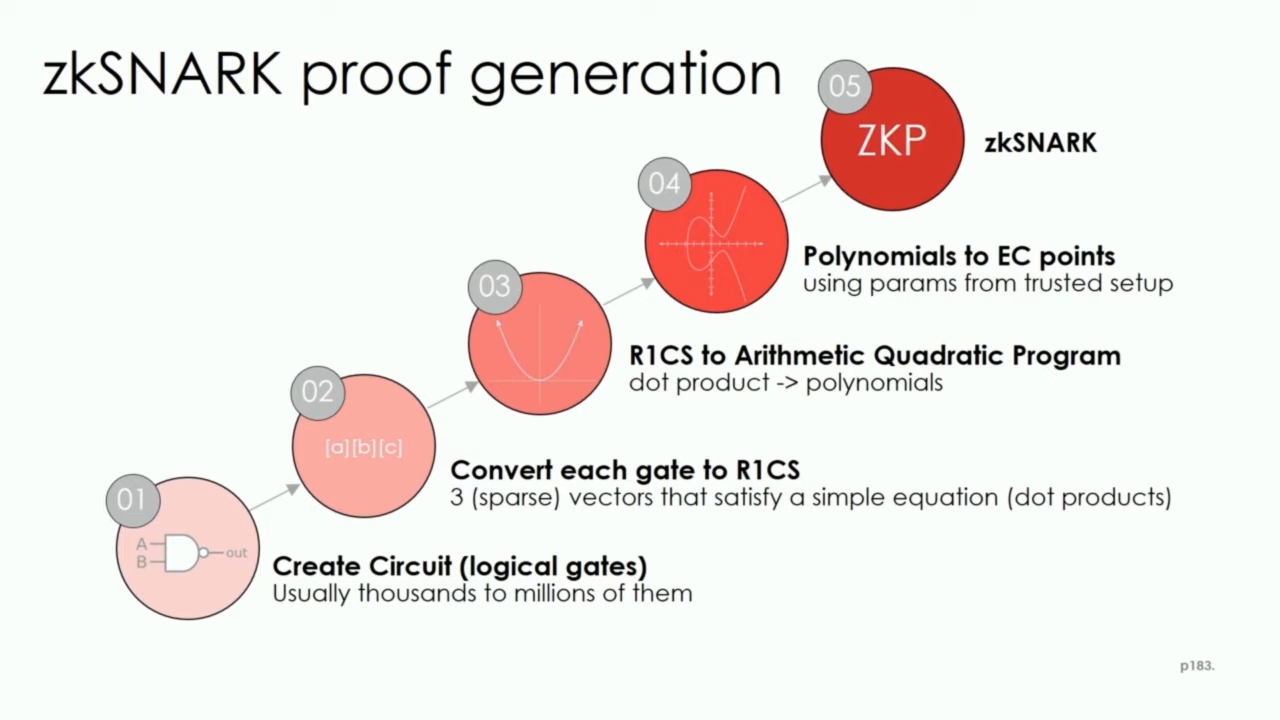 zkSNARK proof generation
05
ZKP
zkSNARK
04
Polynomials to EC points
using params from trusted setup
03
R1CS to Arithmetic Quadratic Program
dot product -> polynomials
02
[a][b][c]
Convert each gate to R1CS
3 (sparse) vectors that satisfy a simple equation (dot products)
01
A
B
out
Create Circuit (logical gates)
Usually thousands to millions of them
p183.